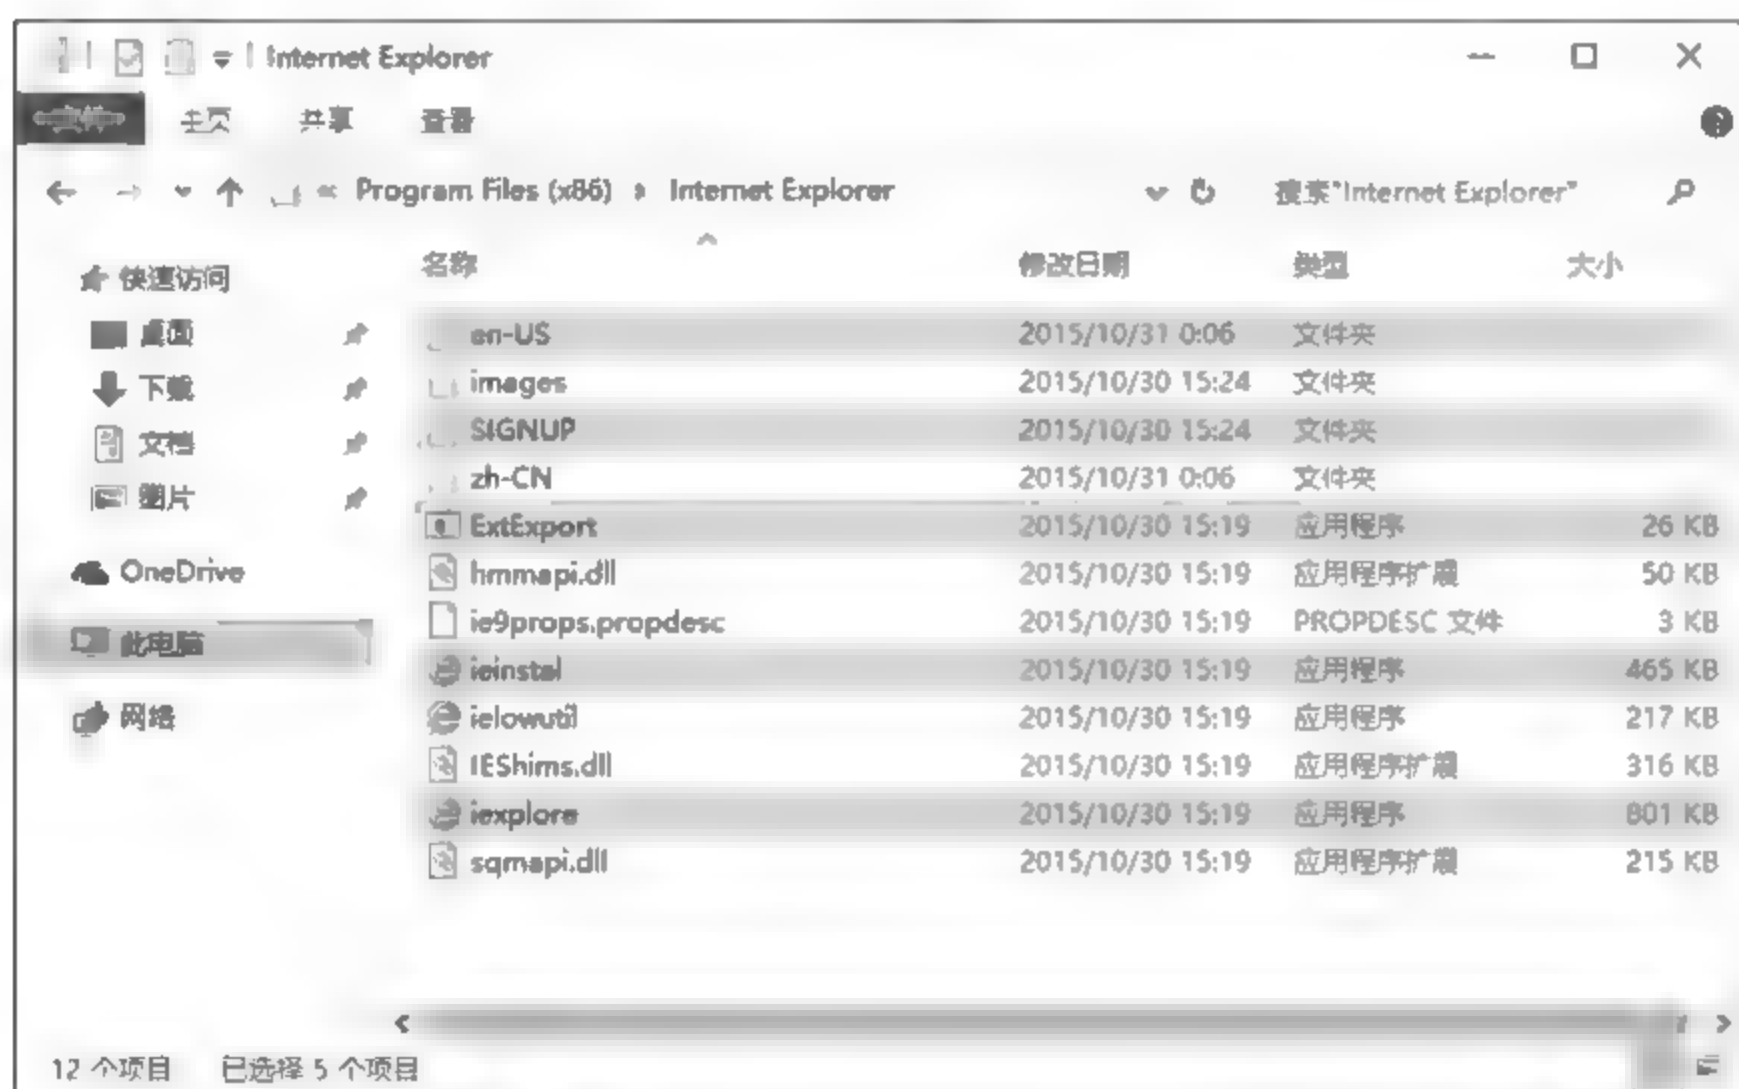 Internet Explorer
文件 主页 共享 查看
« Program Files (x86) › Internet Explorer 搜索"Internet Explorer"
名称 修改日期 类型 大小
快速访问
桌面
下载
文档
图片
OneDrive
此电脑
网络
en-US 2015/10/31 0:06 文件夹
images 2015/10/30 15:24 文件夹
SIGNUP 2015/10/30 15:24 文件夹
zh-CN 2015/10/31 0:06 文件夹
ExtExport 2015/10/30 15:19 应用程序 26 KB
hmmapi.dll 2015/10/30 15:19 应用程序扩展 50 KB
ie9props.propdesc 2015/10/30 15:19 PROPDESC 文件 3 KB
ieinstal 2015/10/30 15:19 应用程序 465 KB
ielowutil 2015/10/30 15:19 应用程序 217 KB
IEShims.dll 2015/10/30 15:19 应用程序扩展 316 KB
iexplore 2015/10/30 15:19 应用程序 801 KB
sqmapi.dll 2015/10/30 15:19 应用程序扩展 215 KB
12 个项目 已选择 5 个项目